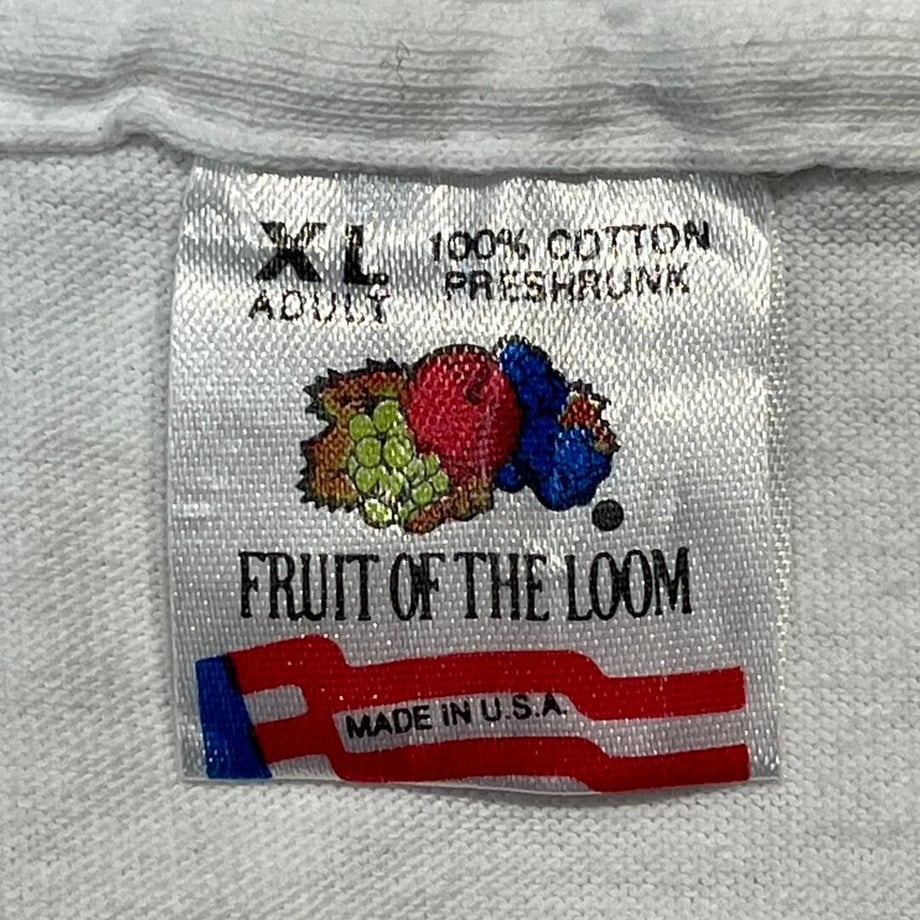 XL 100% COTTON
ADULT PRESHRUNK
FRUIT OF THE LOOM
MADE IN U.S.A.